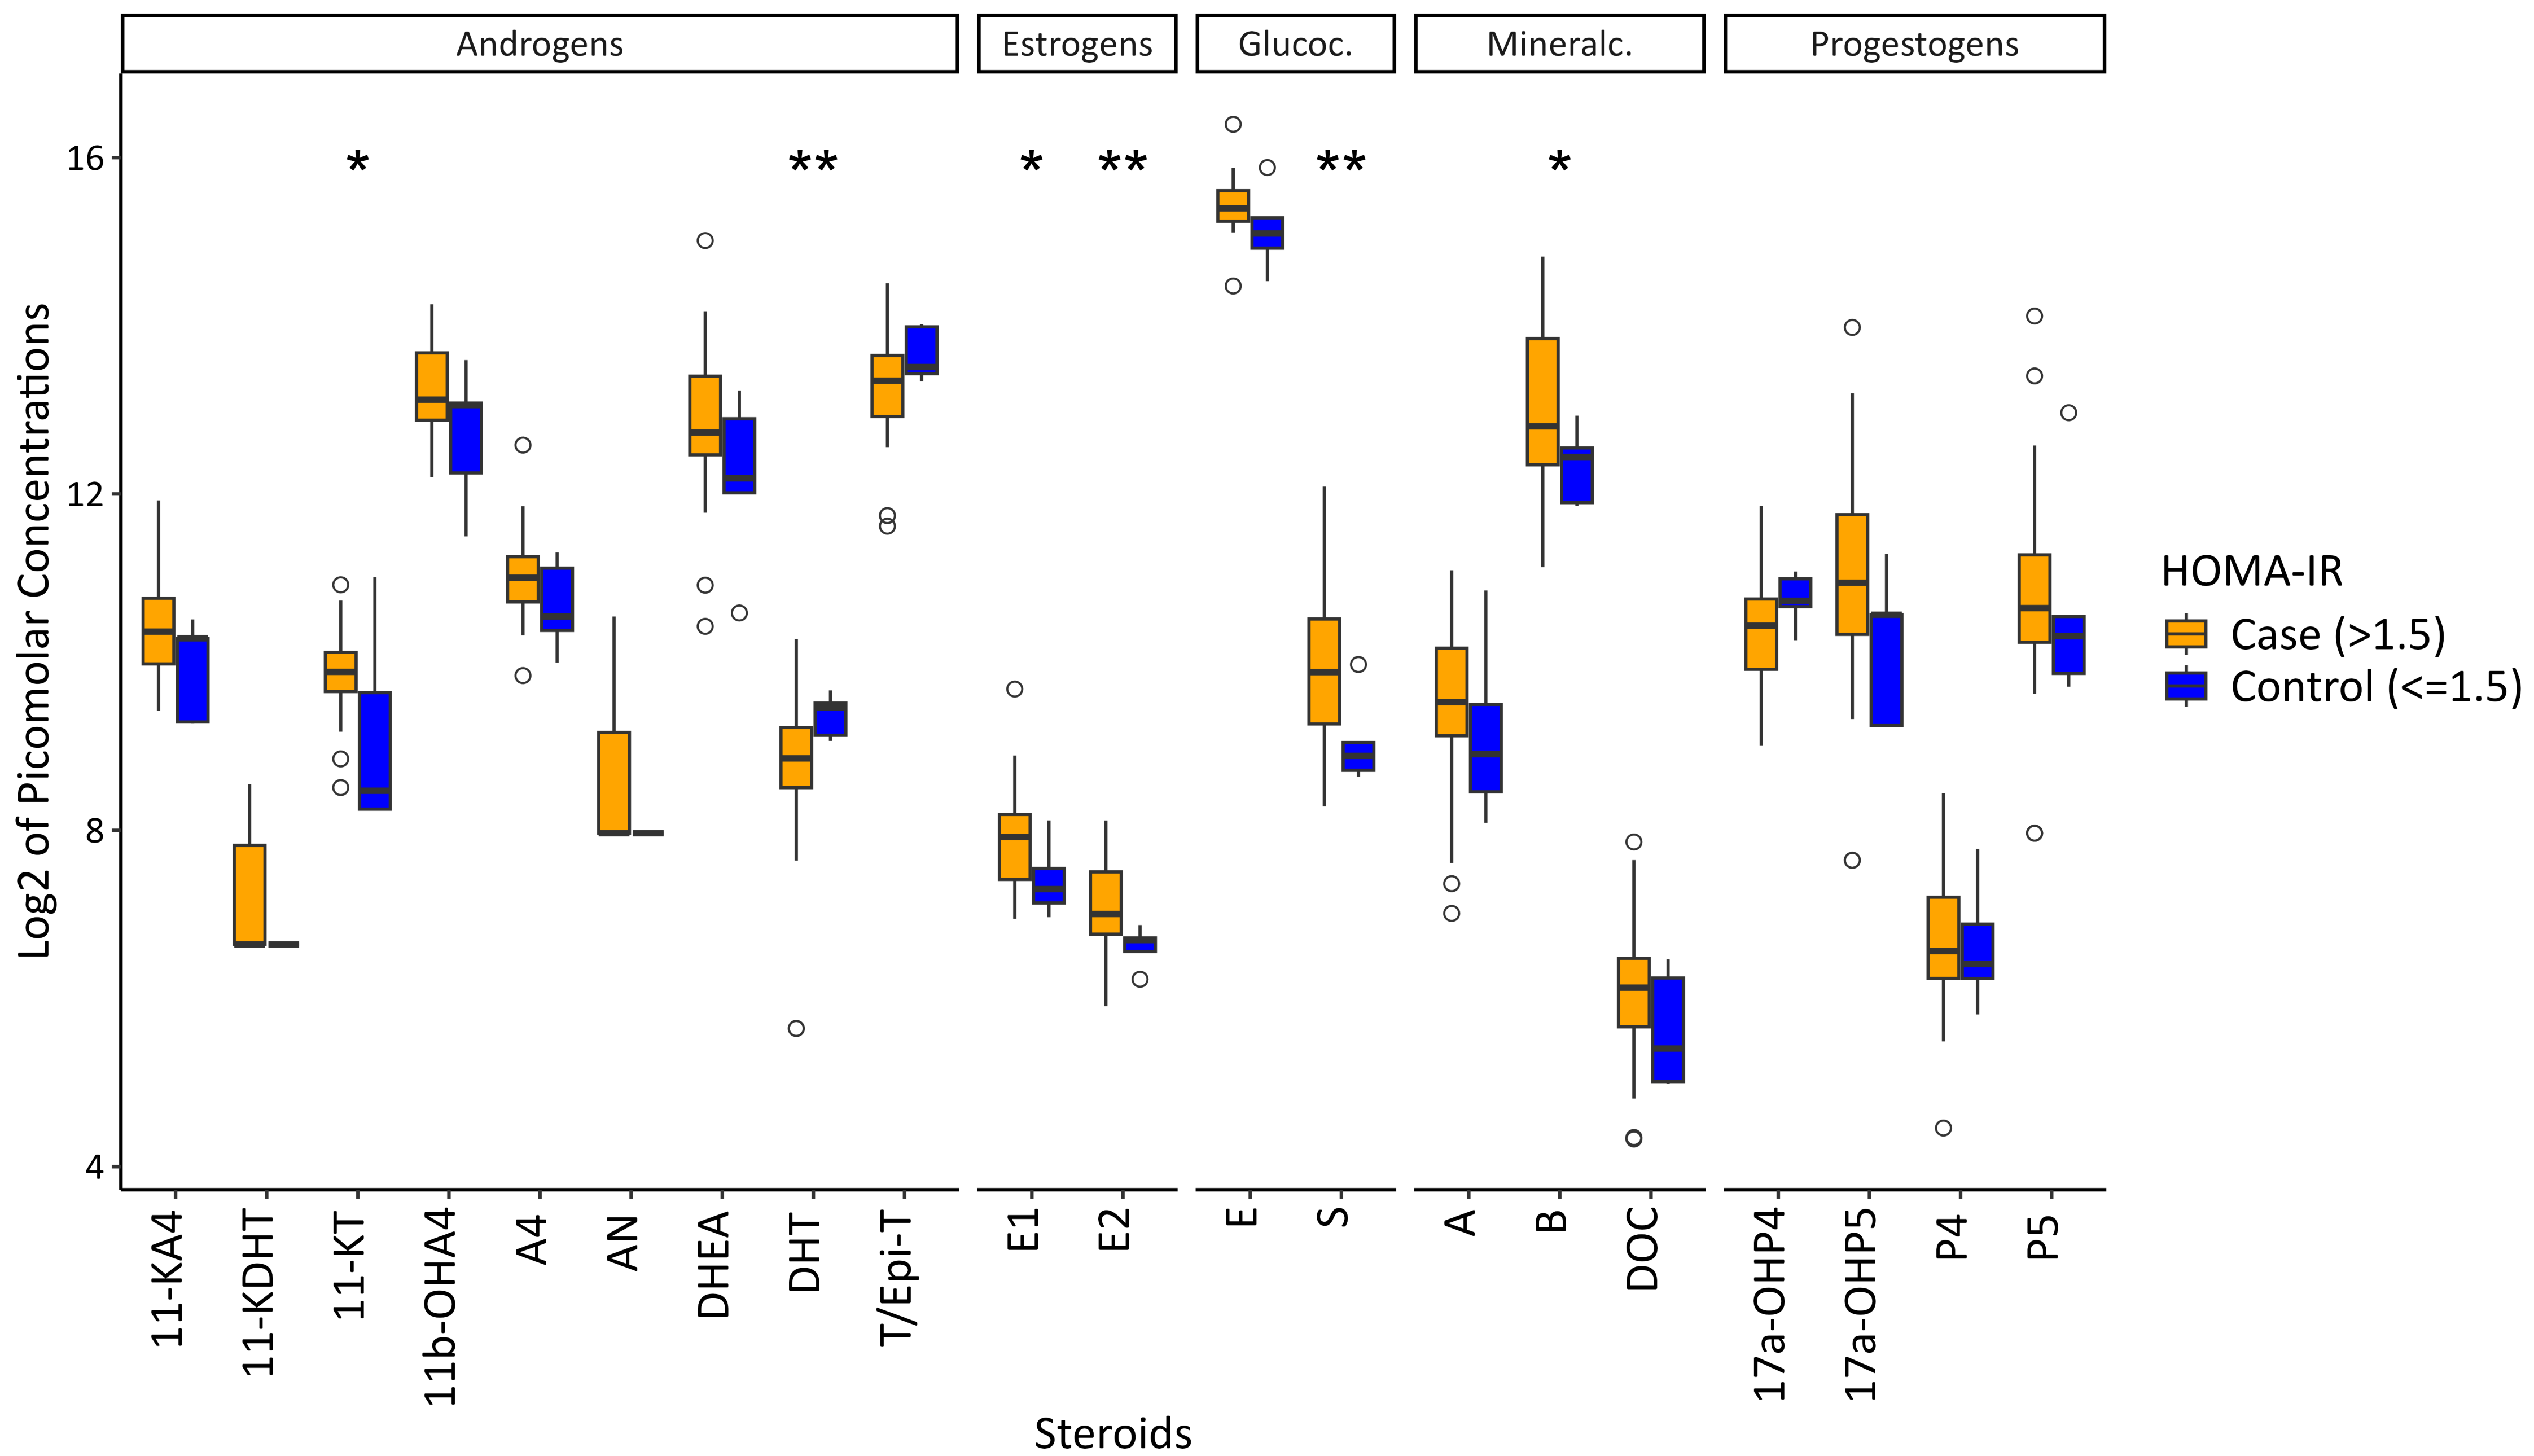 Androgens Estrogens Glucoc. Mineralc. Progestogens
* ** * ** ** *
16
12
8
4
Log2 of Picomolar Concentrations
HOMA-IR
Case (>1.5)
Control (<=1.5)
11-KA4 11-KDHT 11-KT 11b-OHA4 A4 AN DHEA DHT T/Epi-T E1 E2 E S A B DOC 17a-OHP4 17a-OHP5 P4 P5
Steroids